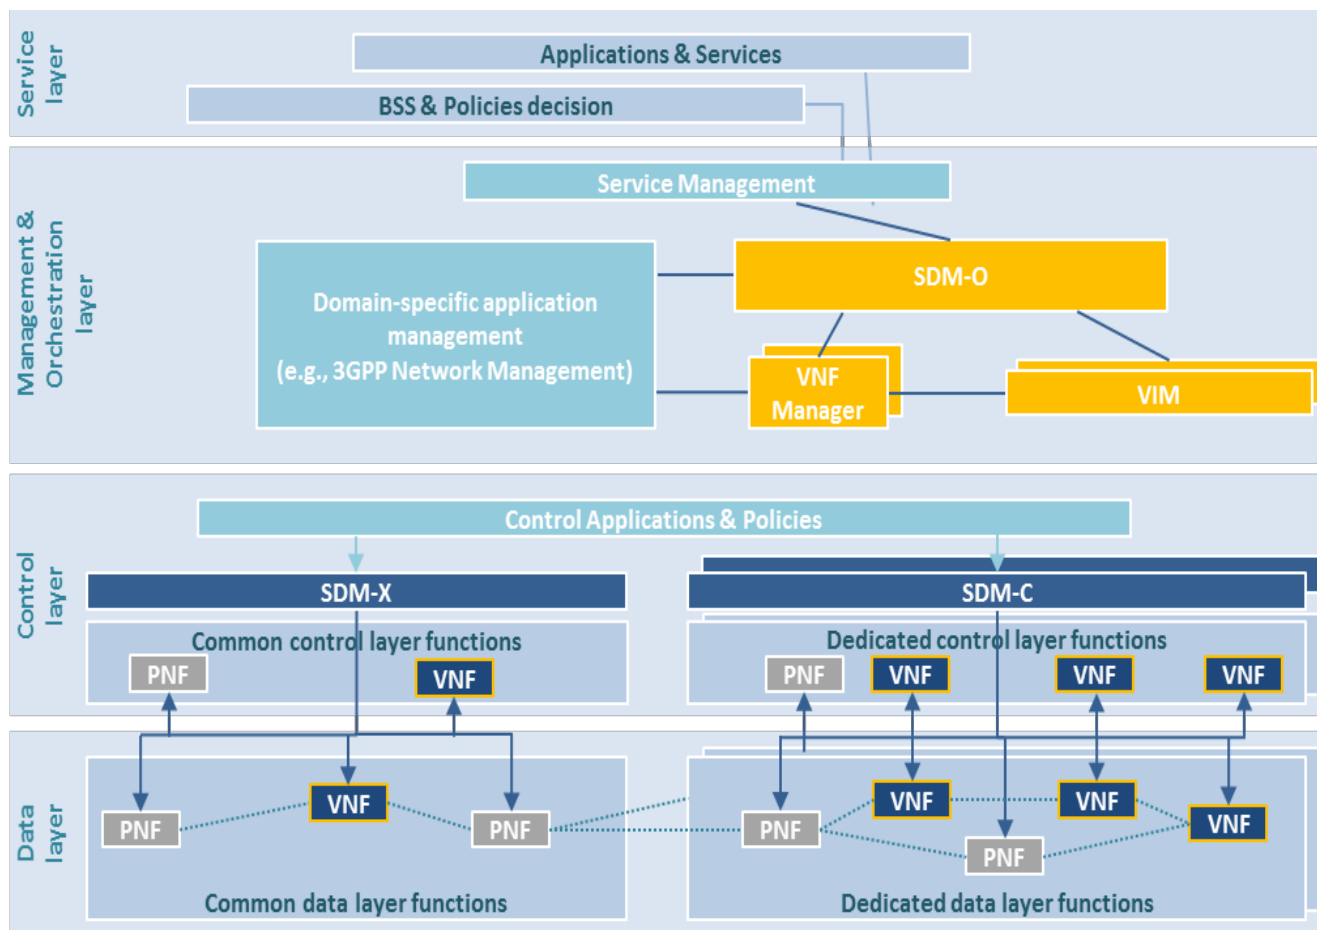 Service
layer
Applications & Services
BSS & Policies decision
Management &
Orchestration
layer
Service Management
SDM-O
Domain-specific application
management
(e.g., 3GPP Network Management)
VNF
Manager
VIM
Control
layer
Control Applications & Policies
SDM-X
SDM-C
Common control layer functions
PNF
VNF
Dedicated control layer functions
PNF
VNF
VNF
VNF
Data
layer
PNF
VNF
PNF
Common data layer functions
PNF
VNF
VNF
VNF
PNF
Dedicated data layer functions